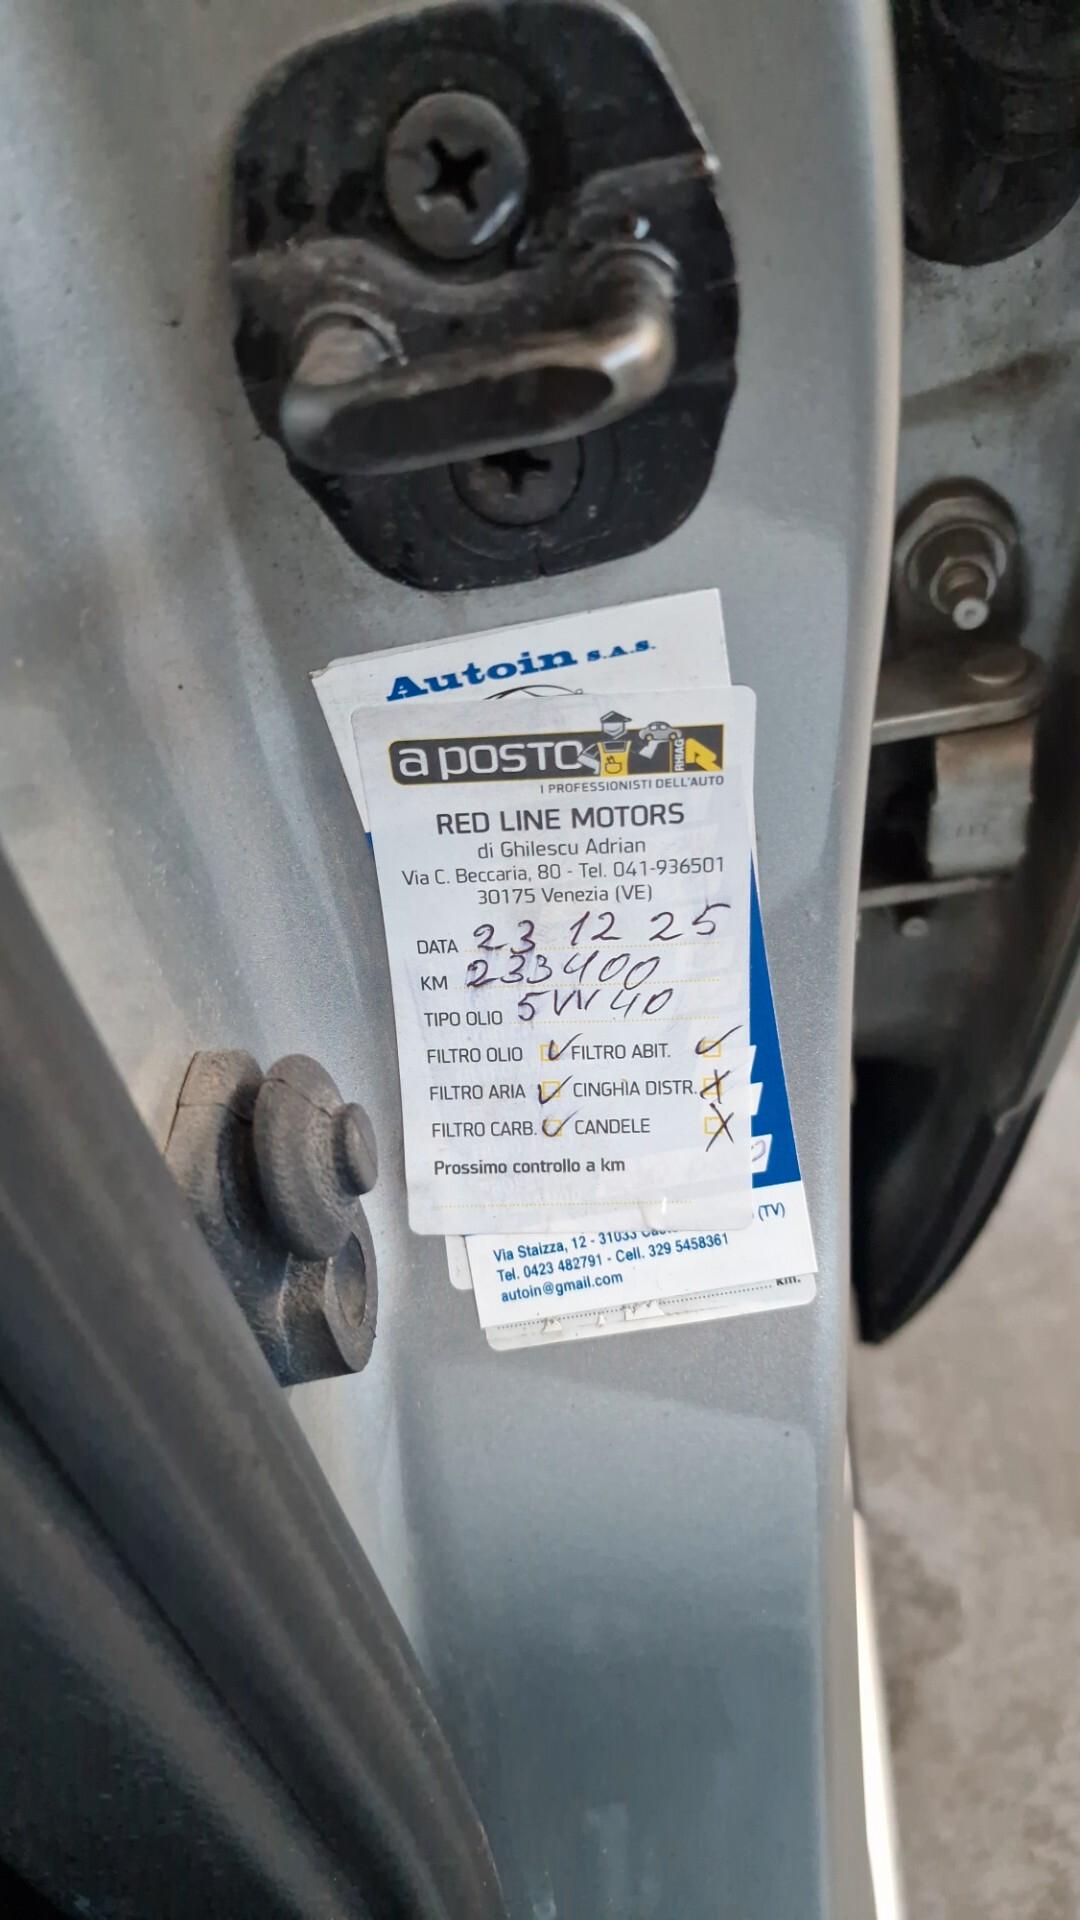 Autoin S.A.S.
a POSTO
RHIAG
I PROFESSIONISTI DELL'AUTO
RED LINE MOTORS
di Ghilescu Adrian
Via C. Beccaria, 80 - Tel. 041-936501
30175 Venezia (VE)
DATA 23 12 25
KM 233400
TIPO OLIO 5W40
FILTRO OLIO ✓ FILTRO ABIT. ✓
FILTRO ARIA ✓ CINGHIA DISTR. X
FILTRO CARB. ✓ CANDELE X
Prossimo controllo a km
Via Staizza, 12 - 31033 (TV)
Tel. 0423 482791 - Cell. 329 5458361
autoin@gmail.com
km.